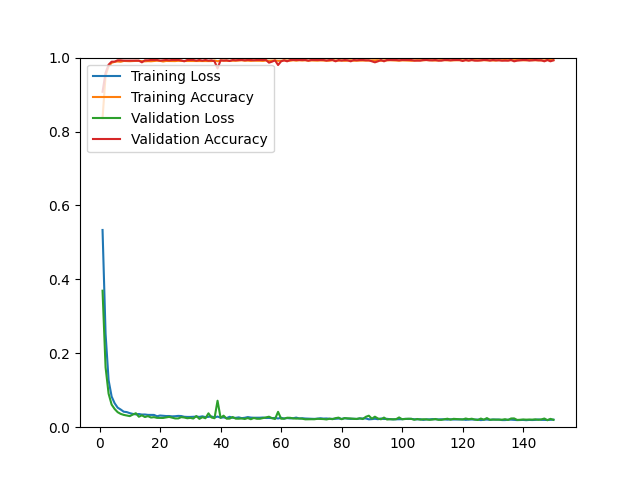 1.0
0.8
0.6
0.4
0.2
0.0
Training Loss
Training Accuracy
Validation Loss
Validation Accuracy
0 20 40 60 80 100 120 140